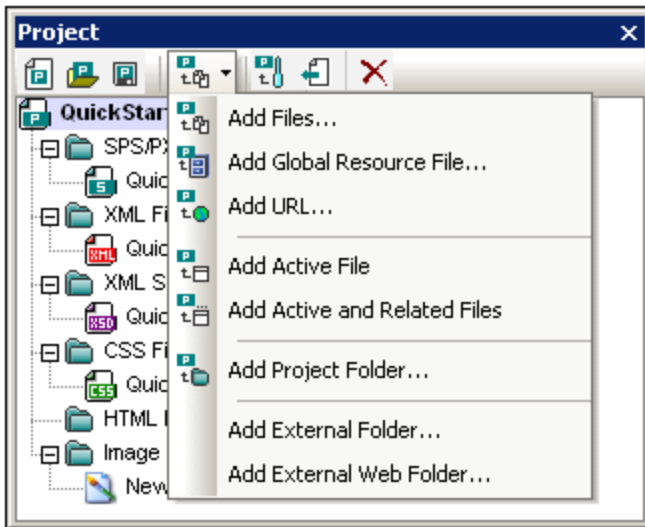 Project
QuickStar
SPS/PX
Quic
XML Fi
Quic
XML S
Quic
CSS Fi
Quic
HTML
Image
New
Add Files...
Add Global Resource File...
Add URL...
Add Active File
Add Active and Related Files
Add Project Folder...
Add External Folder...
Add External Web Folder...